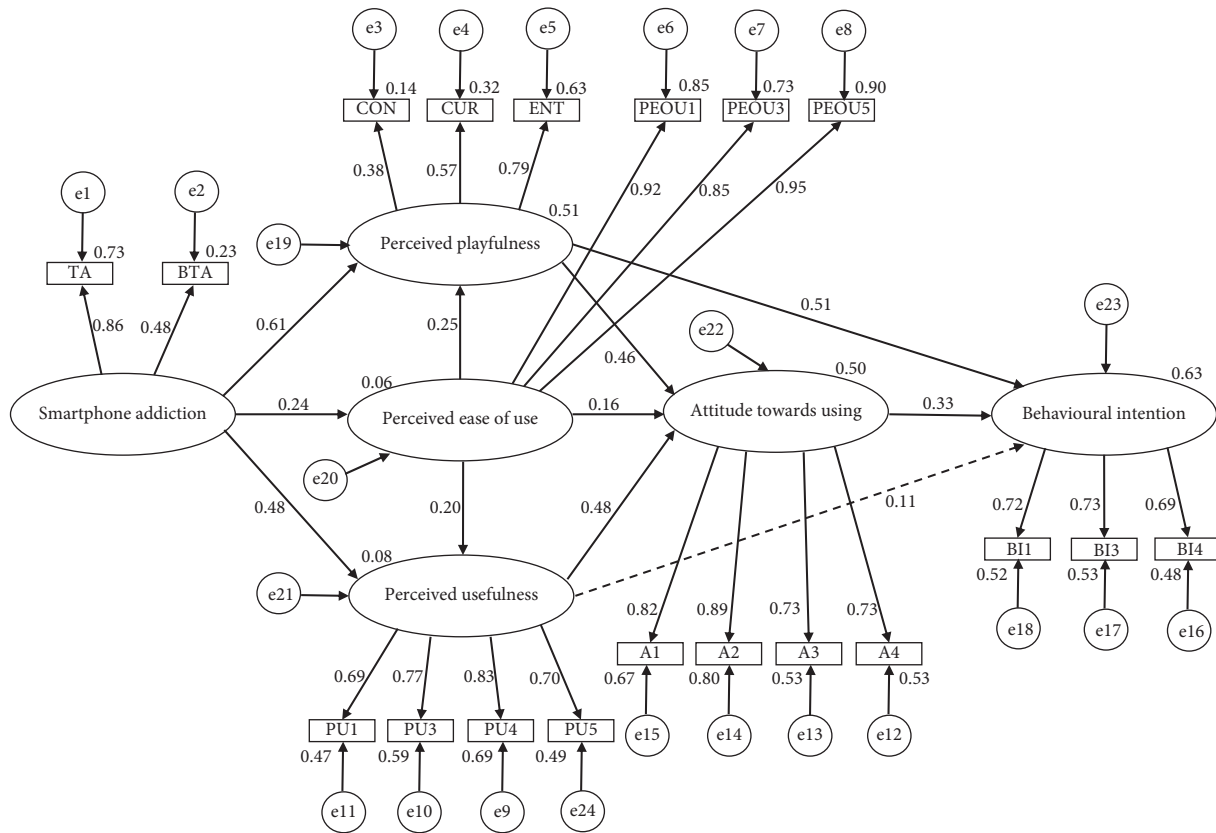 e3 e4 e5 e6 e7 e8
0.14 0.32 0.63 0.85 0.73 0.90
CON CUR ENT PEOU1 PEOU3 PEOU5
0.38 0.57 0.79 0.92 0.85 0.95
e1 e2
0.73 0.23
TA BTA
0.86 0.48
e19 Perceived playfulness 0.51
0.61 0.25 0.46 0.51
e22 e23
Smartphone addiction 0.24 0.06 Perceived ease of use 0.16 0.50 Attitude towards using 0.33 0.63 Behavioural intention
e20
0.48 0.20 0.48 0.11
0.72 0.73 0.69
BI1 BI3 BI4
0.52 0.53 0.48
e18 e17 e16
e21 0.08 Perceived usefulness
0.82 0.89 0.73 0.73
A1 A2 A3 A4
0.67 0.80 0.53 0.53
e15 e14 e13 e12
0.69 0.77 0.83 0.70
PU1 PU3 PU4 PU5
0.47 0.59 0.69 0.49
e11 e10 e9 e24